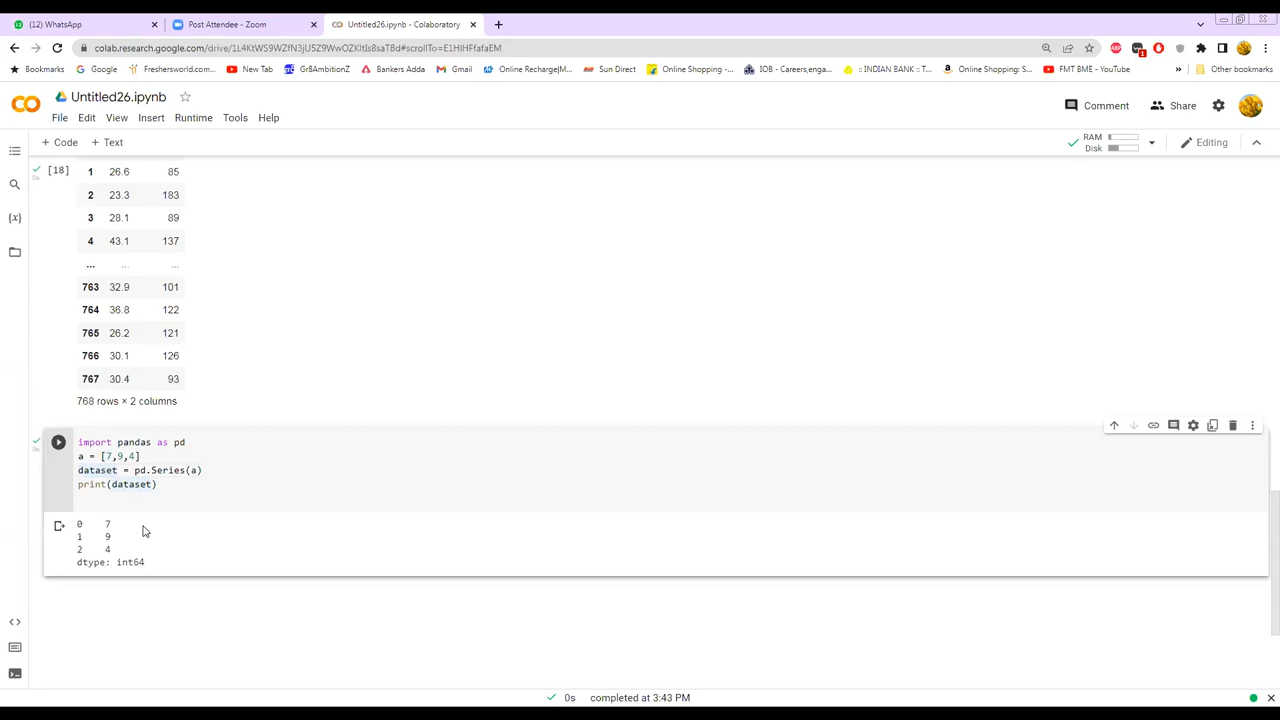 (12) WhatsApp
Post Attendee - Zoom
Untitled26.ipynb - Colaboratory
colab.research.google.com/drive/1L4KtWS9WZfN3jU5Z9WwOZKItIs8saT8d#scrollTo=E1HIHFfafaEM
Bookmarks
Google
Freshersworld.com...
New Tab
Gr8AmbitionZ
Bankers Adda
Gmail
Online Recharge|M...
Sun Direct
Online Shopping -...
IOB - Careers,enga...
:: INDIAN BANK :: T...
Online Shopping: S...
FMT BME - YouTube
»
Other bookmarks
Untitled26.ipynb
Comment
Share
File Edit View Insert Runtime Tools Help
+ Code + Text
RAM
Disk
Editing
[18]
0s
1 26.6 85
2 23.3 183
3 28.1 89
4 43.1 137
... ... ...
763 32.9 101
764 36.8 122
765 26.2 121
766 30.1 126
767 30.4 93
768 rows × 2 columns
0s
import pandas as pd
a = [7,9,4]
dataset = pd.Series(a)
print(dataset)
0 7
1 9
2 4
dtype: int64
0s completed at 3:43 PM